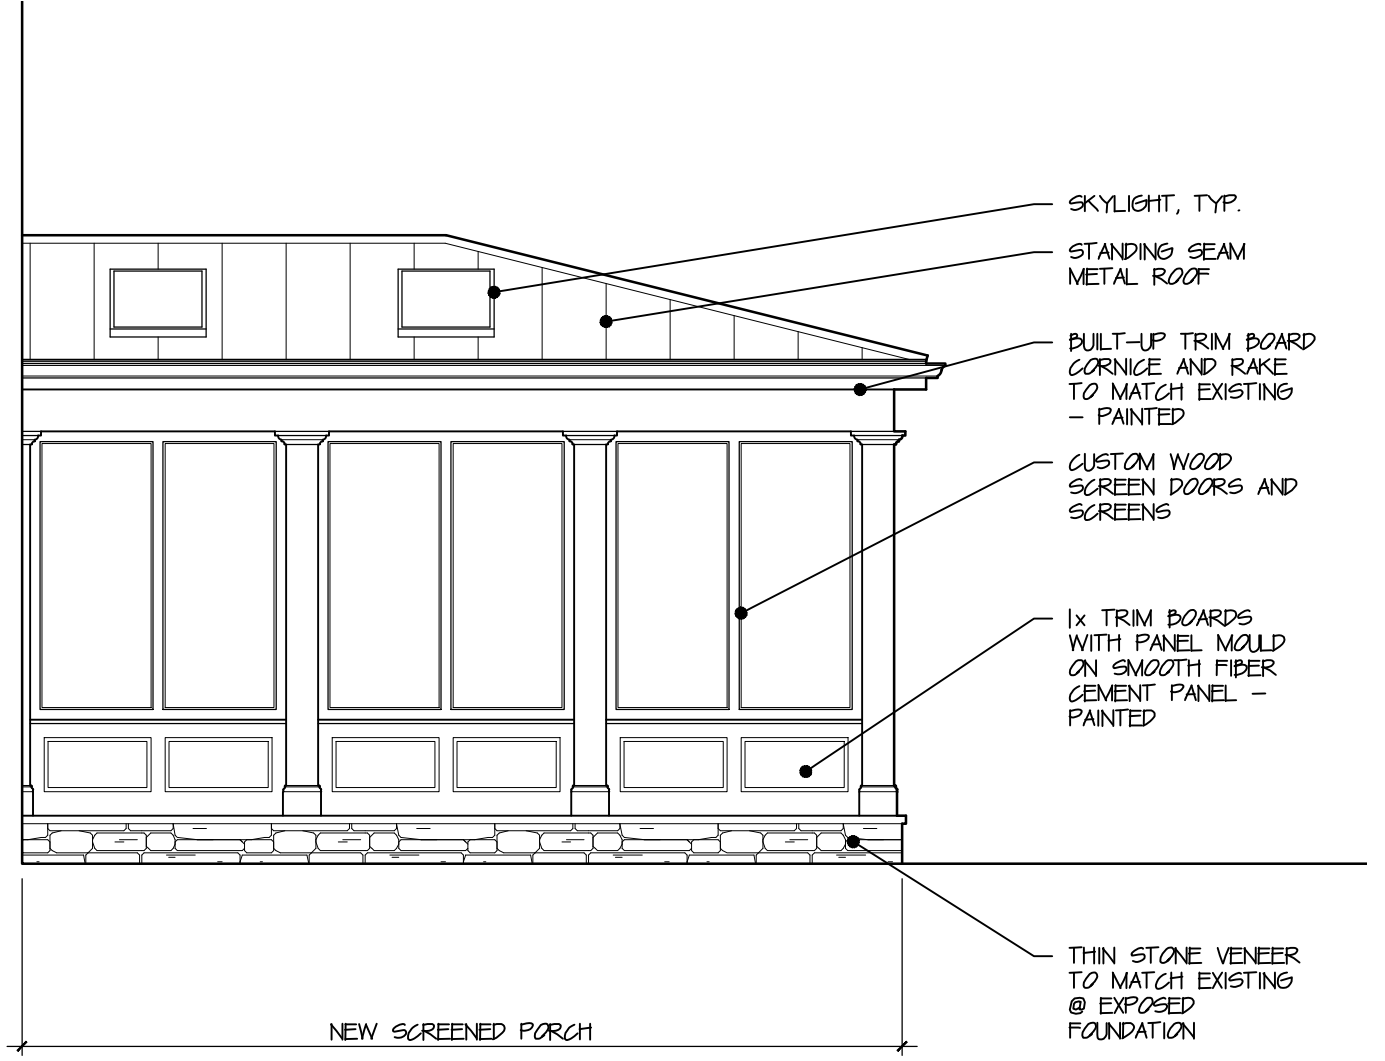 SKYLIGHT, TYP.
STANDING SEAM
METAL ROOF
BUILT-UP TRIM BOARD
CORNICE AND RAKE
TO MATCH EXISTING
- PAINTED
CUSTOM WOOD
SCREEN DOORS AND
SCREENS
1x TRIM BOARDS
WITH PANEL MOULD
ON SMOOTH FIBER
CEMENT PANEL -
PAINTED
THIN STONE VENEER
TO MATCH EXISTING
@ EXPOSED
FOUNDATION
NEW SCREENED PORCH